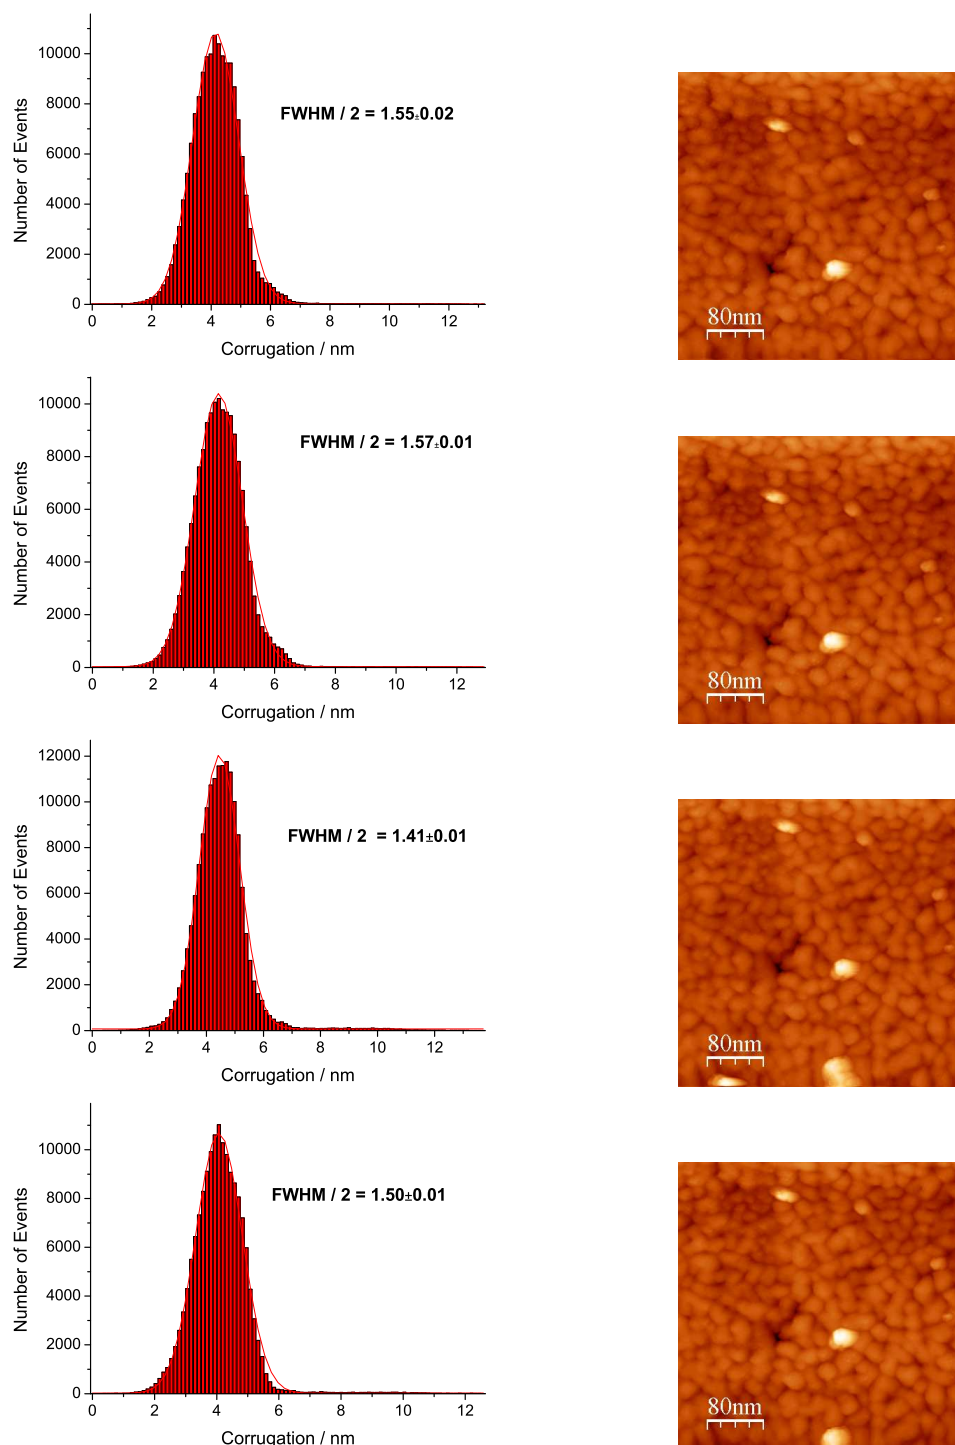 10000
8000
6000
4000
2000
0
Number of Events
FWHM / 2 = 1.55±0.02
0 2 4 6 8 10 12
Corrugation / nm
80nm
10000
8000
6000
4000
2000
0
Number of Events
FWHM / 2 = 1.57±0.01
0 2 4 6 8 10 12
Corrugation / nm
80nm
12000
10000
8000
6000
4000
2000
0
Number of Events
FWHM / 2  = 1.41±0.01
0 2 4 6 8 10 12
Corrugation / nm
80nm
10000
8000
6000
4000
2000
0
Number of Events
FWHM / 2 = 1.50±0.01
0 2 4 6 8 10 12
Corrugation / nm
80nm